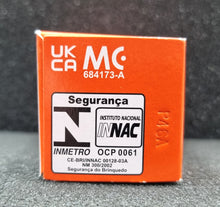 UK
CA
MC
684173-A
Segurança
N
INMETRO
INSTITUTO NACIONAL
INNAC
OCP 0061
CE-BRI/INNAC 00128-03A
NM 300/2002
Segurança do Brinquedo